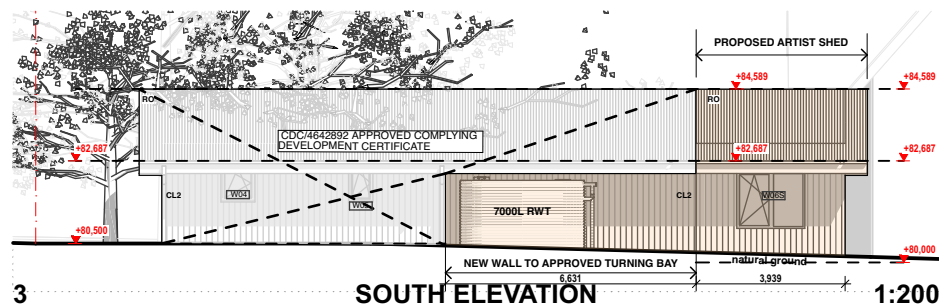 PROPOSED ARTIST SHED
+84,589
+84,589
RO
RO
CDC/4642892 APPROVED COMPLYING
DEVELOPMENT CERTIFICATE
+82,687
+82,687
+82,687
CL2
W04
CL2
W06S
7000L RWT
+80,500
+80,000
natural ground
NEW WALL TO APPROVED TURNING BAY
6,631
3,939
3
SOUTH ELEVATION
1:200